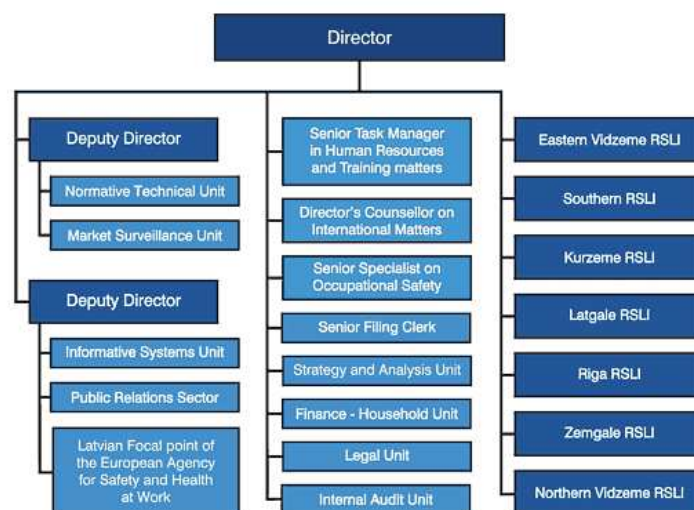 Director
Deputy Director
Normative Technical Unit
Market Surveillance Unit
Deputy Director
Informative Systems Unit
Public Relations Sector
Latvian Focal point of
the European Agency
for Safety and Health
at Work
Senior Task Manager
in Human Resources
and Training matters
Director's Counsellor on
International Matters
Senior Specialist on
Occupational Safety
Senior Filing Clerk
Strategy and Analysis Unit
Finance - Household Unit
Legal Unit
Internal Audit Unit
Eastern Vidzeme RSLI
Southern RSLI
Kurzeme RSLI
Latgale RSLI
Riga RSLI
Zemgale RSLI
Northern Vidzeme RSLI